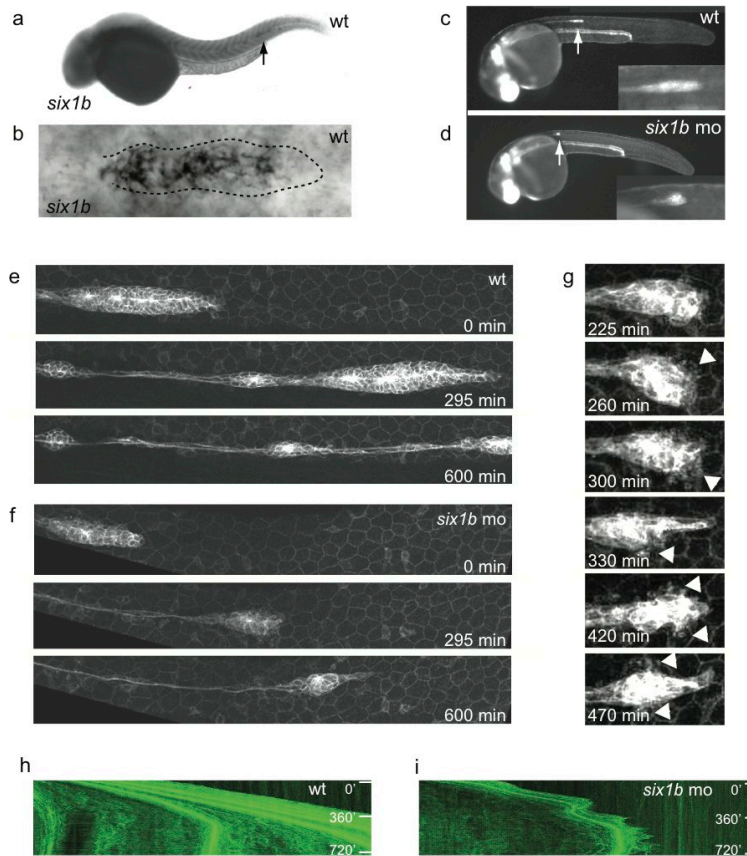 a
wt
six1b
b
wt
six1b
c
wt
d
six1b mo
e
wt
0 min
295 min
600 min
f
six1b mo
0 min
295 min
600 min
g
225 min
260 min
300 min
330 min
420 min
470 min
h
wt
0'
360'
720'
i
six1b mo
0'
360'
720'